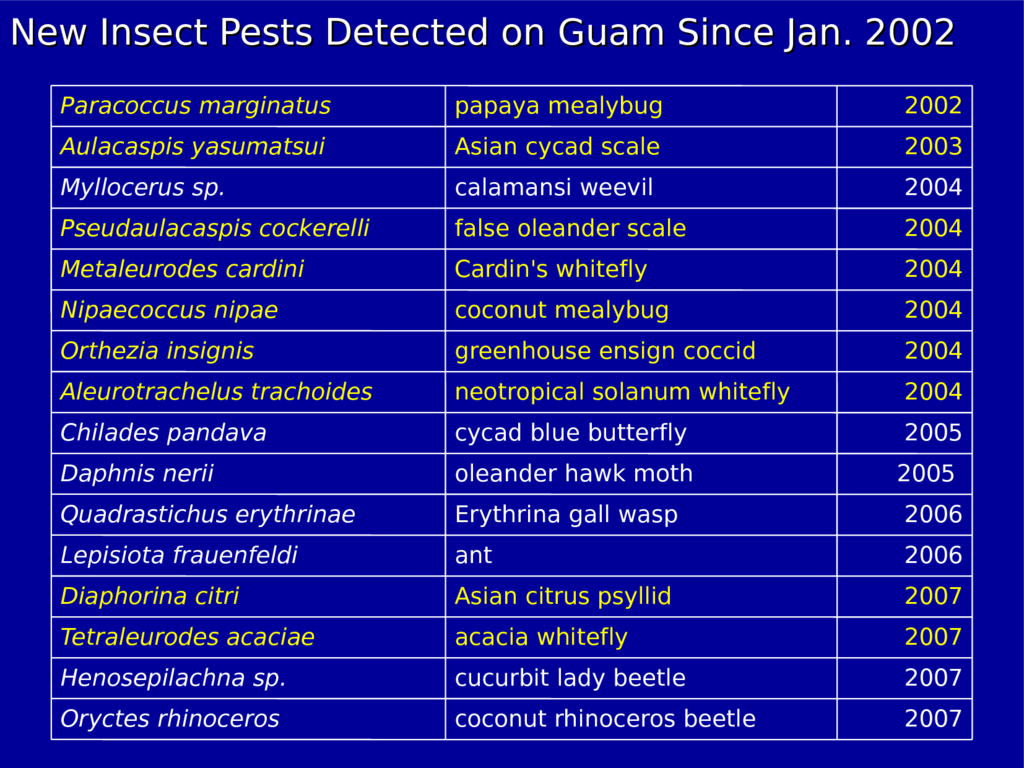 New Insect Pests Detected on Guam Since Jan. 2002
Paracoccus marginatus papaya mealybug 2002
Aulacaspis yasumatsui Asian cycad scale 2003
Myllocerus sp. calamansi weevil 2004
Pseudaulacaspis cockerelli false oleander scale 2004
Metaleurodes cardini Cardin's whitefly 2004
Nipaecoccus nipae coconut mealybug 2004
Orthezia insignis greenhouse ensign coccid 2004
Aleurotrachelus trachoides neotropical solanum whitefly 2004
Chilades pandava cycad blue butterfly 2005
Daphnis nerii oleander hawk moth 2005
Quadrastichus erythrinae Erythrina gall wasp 2006
Lepisiota frauenfeldi ant 2006
Diaphorina citri Asian citrus psyllid 2007
Tetraleurodes acaciae acacia whitefly 2007
Henosepilachna sp. cucurbit lady beetle 2007
Oryctes rhinoceros coconut rhinoceros beetle 2007